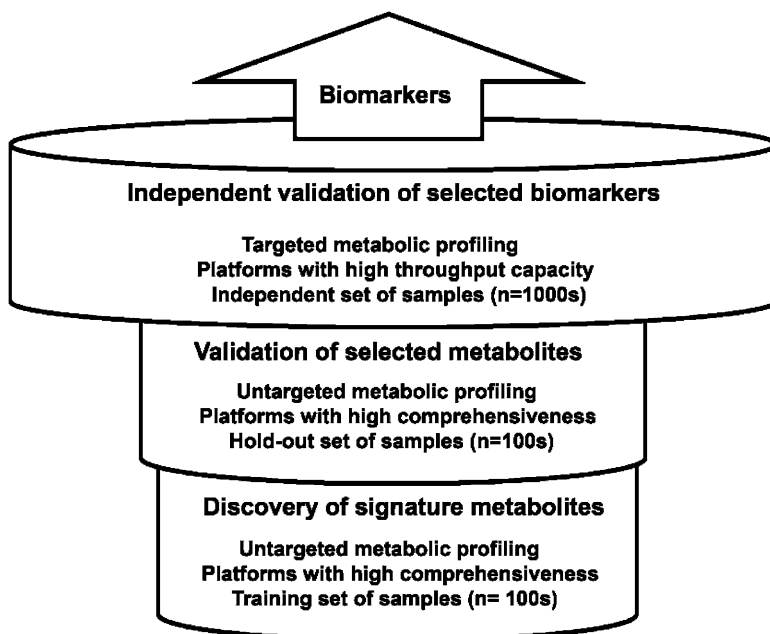 Biomarkers
Independent validation of selected biomarkers
Targeted metabolic profiling
Platforms with high throughput capacity
Independent set of samples (n=1000s)
Validation of selected metabolites
Untargeted metabolic profiling
Platforms with high comprehensiveness
Hold-out set of samples (n=100s)
Discovery of signature metabolites
Untargeted metabolic profiling
Platforms with high comprehensiveness
Training set of samples (n= 100s)